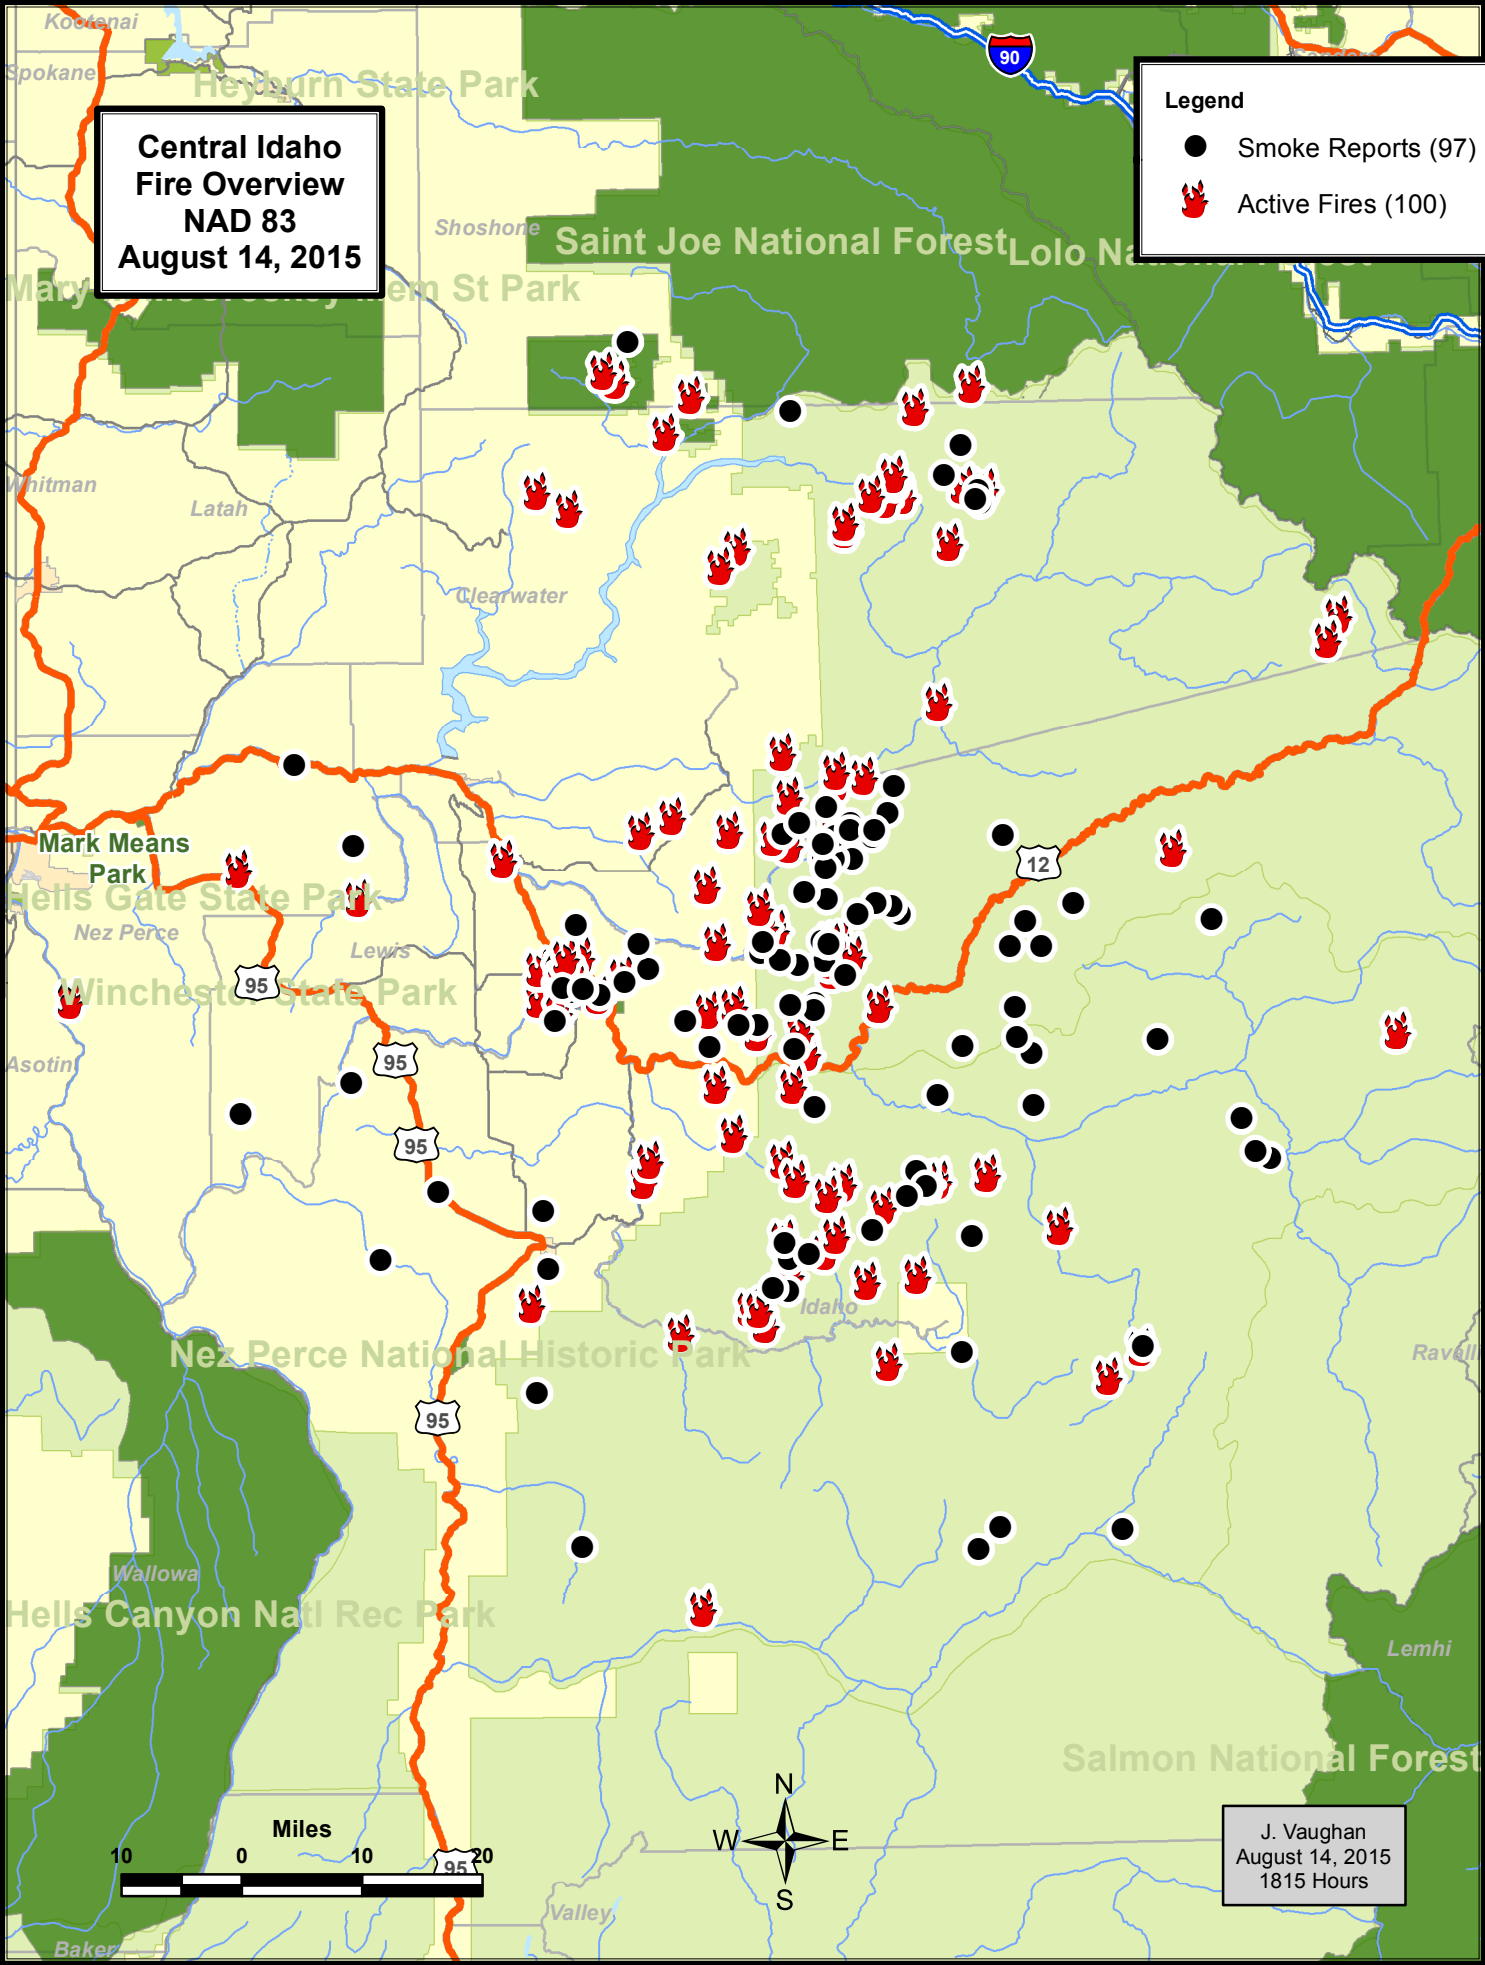 Kootenai
Spokane
Heyburn State Park
90
Central Idaho
Fire Overview
NAD 83
August 14, 2015
Legend
Smoke Reports (97)
Active Fires (100)
Shoshone
Saint Joe National Forest
Lolo Na
Mary
Mem St Park
Whitman
Latah
Clearwater
Mark Means
Park
12
Hells Gate State Park
Nez Perce
Lewis
Winchester State Park
95
Asotin
95
95
Idaho
Nez Perce National Historic Park
Ravalli
95
Wallowa
Hells Canyon Natl Rec Park
Lemhi
Salmon National Forest
N
W
E
S
Miles
10 0 10 20
95
J. Vaughan
August 14, 2015
1815 Hours
Valley
Baker